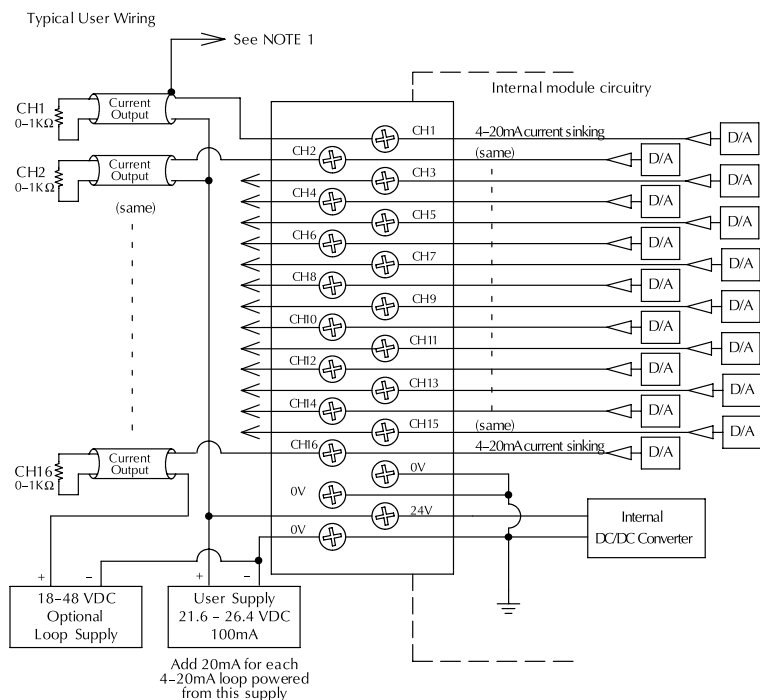 Typical User Wiring
See NOTE 1
Internal module circuitry
CH1
0–1KΩ
Current
Output
CH1
4–20mA current sinking
D/A
CH2
(same)
D/A
CH2
0–1KΩ
Current
Output
CH3
D/A
CH4
D/A
(same)
CH5
D/A
CH6
D/A
CH7
D/A
CH8
D/A
CH9
D/A
CH10
D/A
CH11
D/A
CH12
D/A
CH13
D/A
CH14
D/A
CH15
(same)
D/A
CH16
4–20mA current sinking
D/A
CH16
0–1KΩ
Current
Output
0V
0V
24V
0V
Internal
DC/DC Converter
+
–
+
–
18–48 VDC
Optional
Loop Supply
User Supply
21.6 – 26.4 VDC
100mA
Add 20mA for each
4–20mA loop powered
from this supply